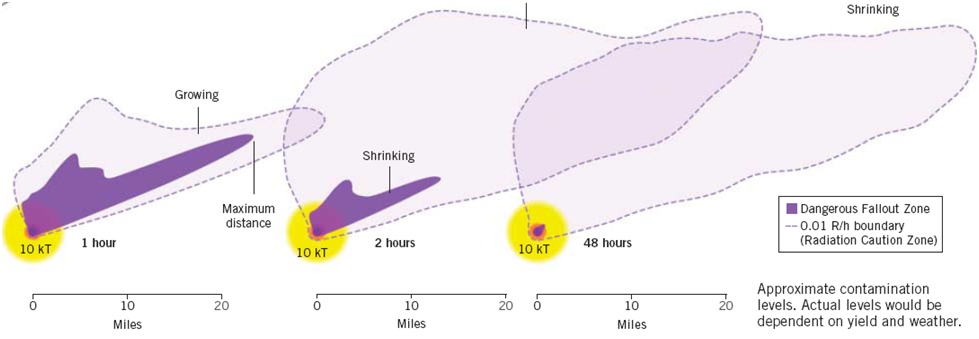 Shrinking
Growing
Shrinking
Maximum
distance
10 kT
1 hour
10 kT
2 hours
10 kT
48 hours
Dangerous Fallout Zone
0.01 R/h boundary
(Radiation Caution Zone)
0
10
20
Miles
0
10
20
Miles
0
10
20
Miles
Approximate contamination
levels. Actual levels would be
dependent on yield and weather.